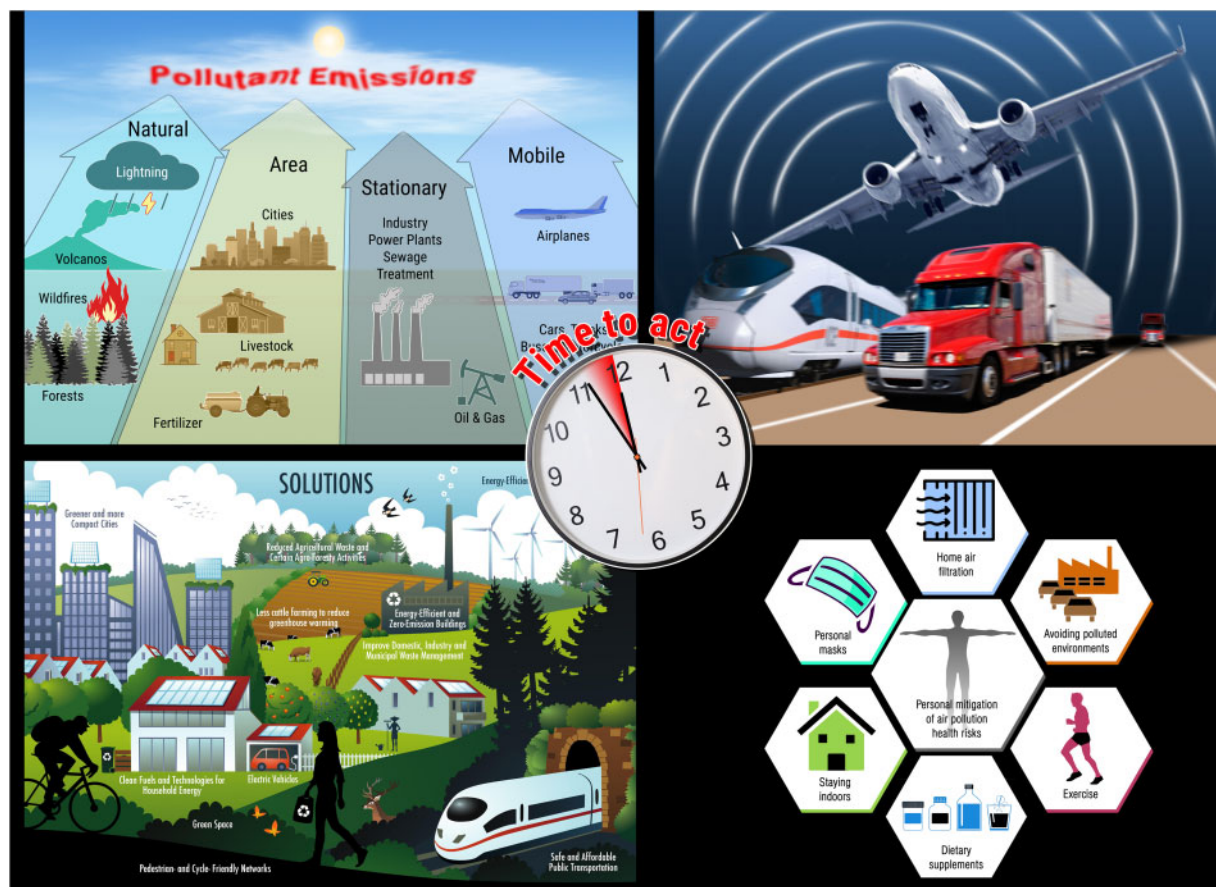 Pollutant Emissions
Natural
Lightning
Volcanos
Wildfires
Forests
Area
Cities
Livestock
Fertilizer
Stationary
Industry
Power Plants
Sewage
Treatment
Oil & Gas
Mobile
Airplanes
Cars,
Time to act
12
1
2
3
4
5
6
7
8
9
10
11
SOLUTIONS
Energy-Efficient
Greener and more
Compact Cities
Reduced Agricultural Waste and
Certain Agro-Forestry Activities
Less cattle farming to reduce
greenhouse warming
Energy-Efficient and
Zero-Emission Buildings
Improve Domestic, Industry and
Municipal Waste Management
Clean Fuels and Technologies for
Household Energy
Electric Vehicles
Green Space
Pedestrian- and Cycle- Friendly Networks
Safe and Affordable
Public Transportation
Home air
filtration
Personal
masks
Avoiding polluted
environments
Personal mitigation
of air pollution
health risks
Staying
indoors
Exercise
Dietary
supplements